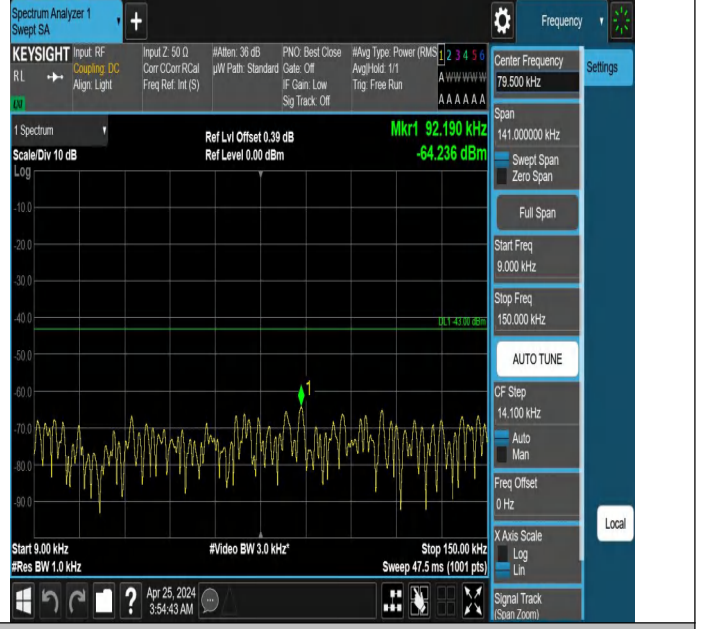 Spectrum Analyzer 1
Swept SA
+
Frequency
KEYSIGHT
RL
LXI
Input: RF
Coupling: DC
Align: Light
Input Z: 50 Ω
Corr CCorr RCal
Freq Ref: Int (S)
#Atten: 36 dB
µW Path: Standard
PNO: Best Close
Gate: Off
IF Gain: Low
Sig Track: Off
#Avg Type: Power (RMS
Avg|Hold: 1/1
Trig: Free Run
1 2 3 4 5 6
A W W W W W
A A A A A A
1 Spectrum
Scale/Div 10 dB
Log
Ref Lvl Offset 0.39 dB
Ref Level 0.00 dBm
Mkr1 92.190 kHz
-64.236 dBm
-10.0
-20.0
-30.0
-40.0
DL1 -43.00 dBm
-50.0
-60.0
1
-70.0
-80.0
-90.0
Start 9.00 kHz
#Res BW 1.0 kHz
#Video BW 3.0 kHz*
Stop 150.00 kHz
Sweep 47.5 ms (1001 pts)
?
Apr 25, 2024
3:54:43 AM
Center Frequency
79.500 kHz
Settings
Span
141.000000 kHz
Swept Span
Zero Span
Full Span
Start Freq
9.000 kHz
Stop Freq
150.000 kHz
AUTO TUNE
CF Step
14.100 kHz
Auto
Man
Freq Offset
0 Hz
X Axis Scale
Log
Lin
Signal Track
(Span Zoom)
Local